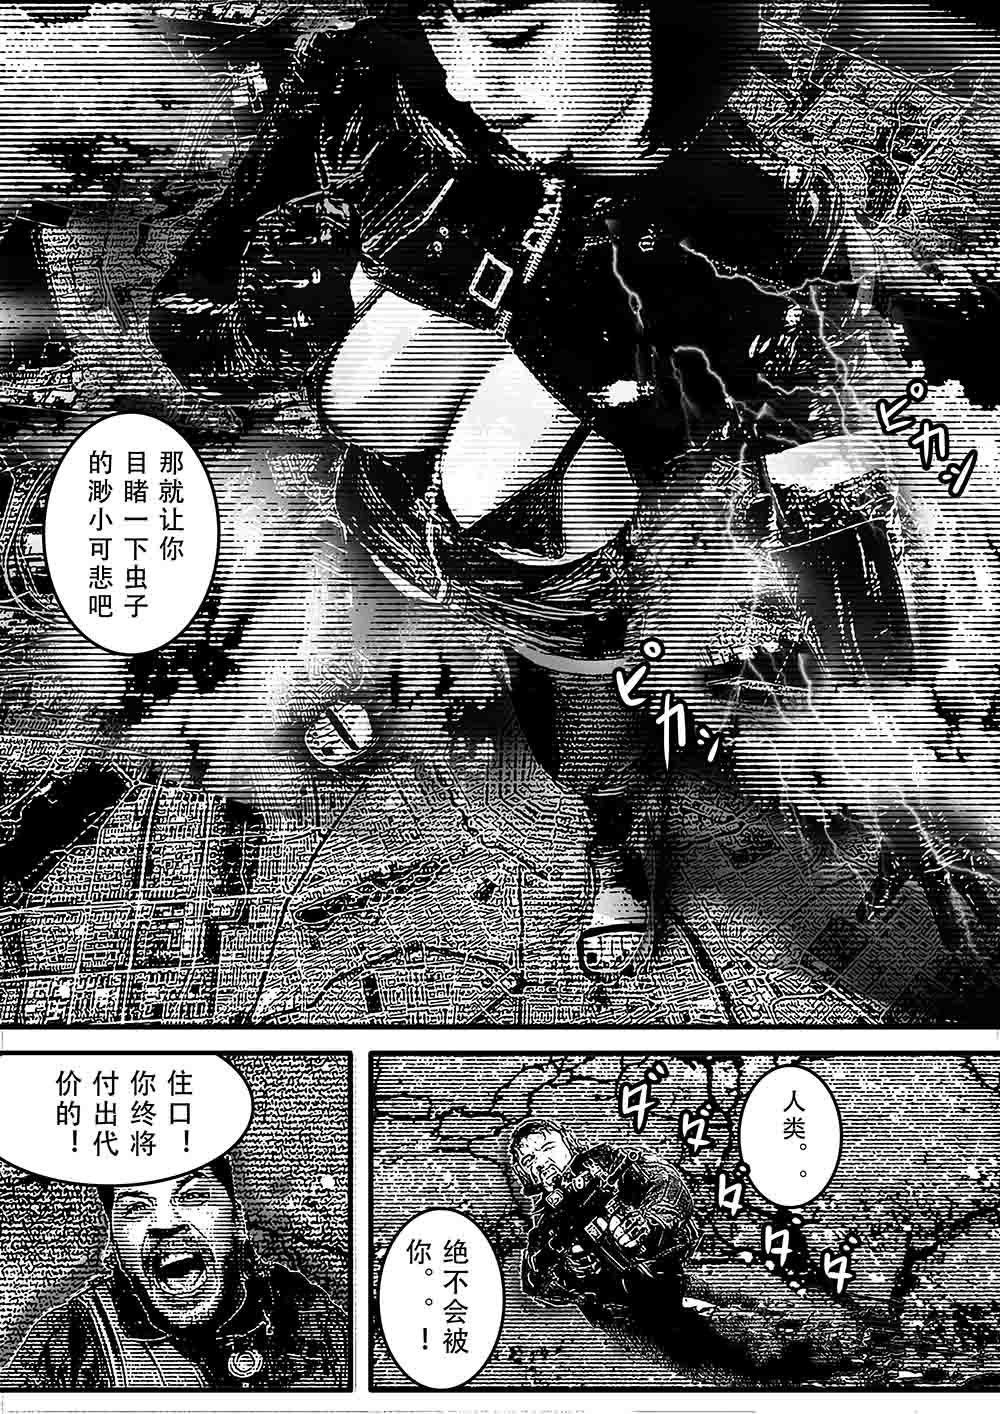 那就让你
目睹一下虫子
的渺小可悲吧
ピカッ
ピカッ
人类。。
ダダダダダ
绝不会被
你。。！
住口！
你终将
付出代
价的！